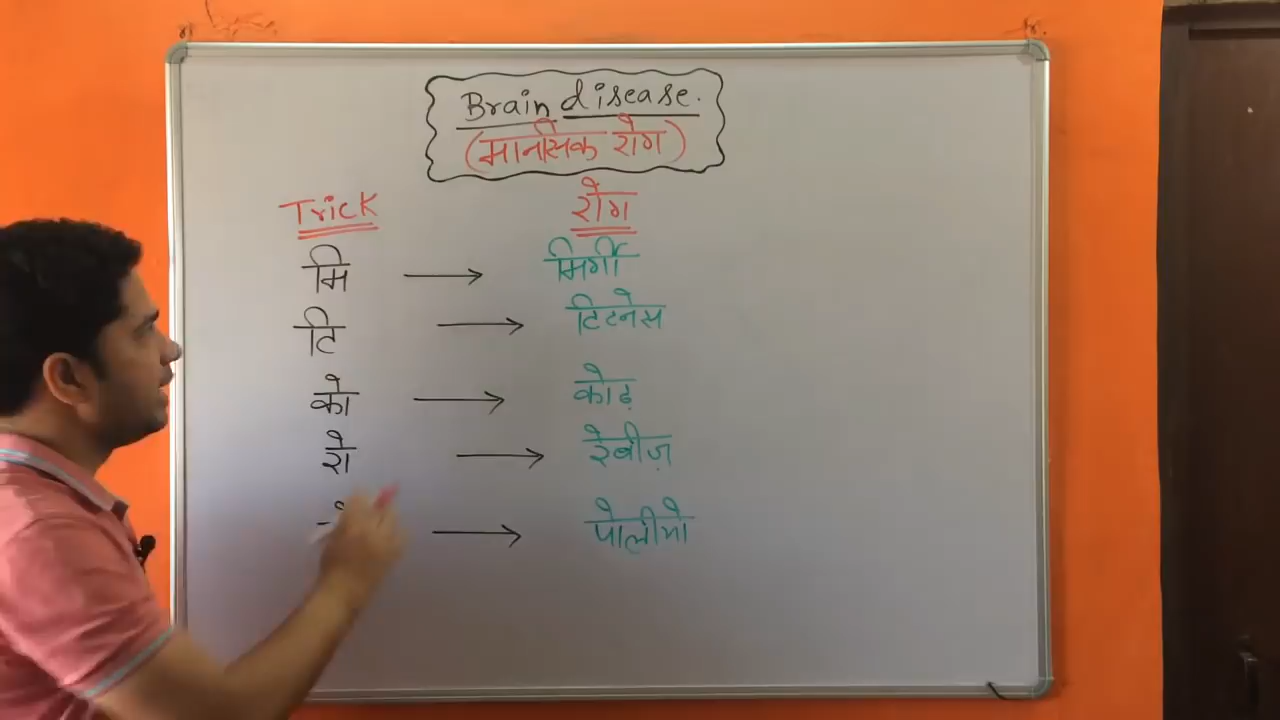 Brain disease.
(मानसिक रोग)
Trick रोग
मि → मिर्गी
टि → टिटनेस
को → कोढ़
रो → रेबीज़
→ पोलीयो